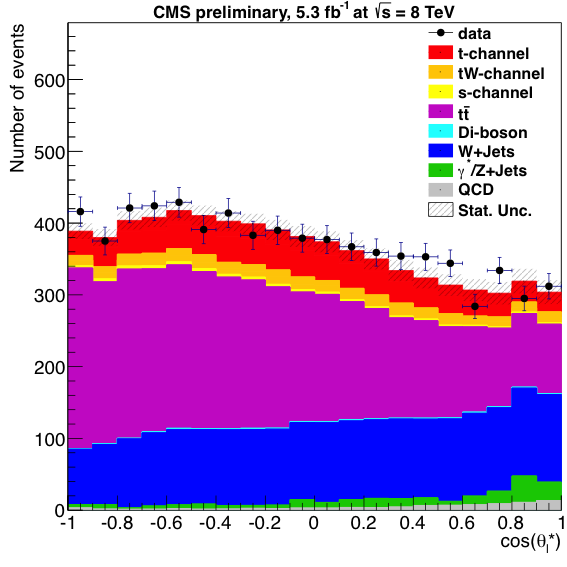 CMS preliminary, 5.3 fb⁻¹ at √s = 8 TeV
Number of events
600
500
400
300
200
100
0
data
t-channel
tW-channel
s-channel
tt̄
Di-boson
W+Jets
γ*/Z+Jets
QCD
Stat. Unc.
-1 -0.8 -0.6 -0.4 -0.2 0 0.2 0.4 0.6 0.8 1
cos(θₗ*)